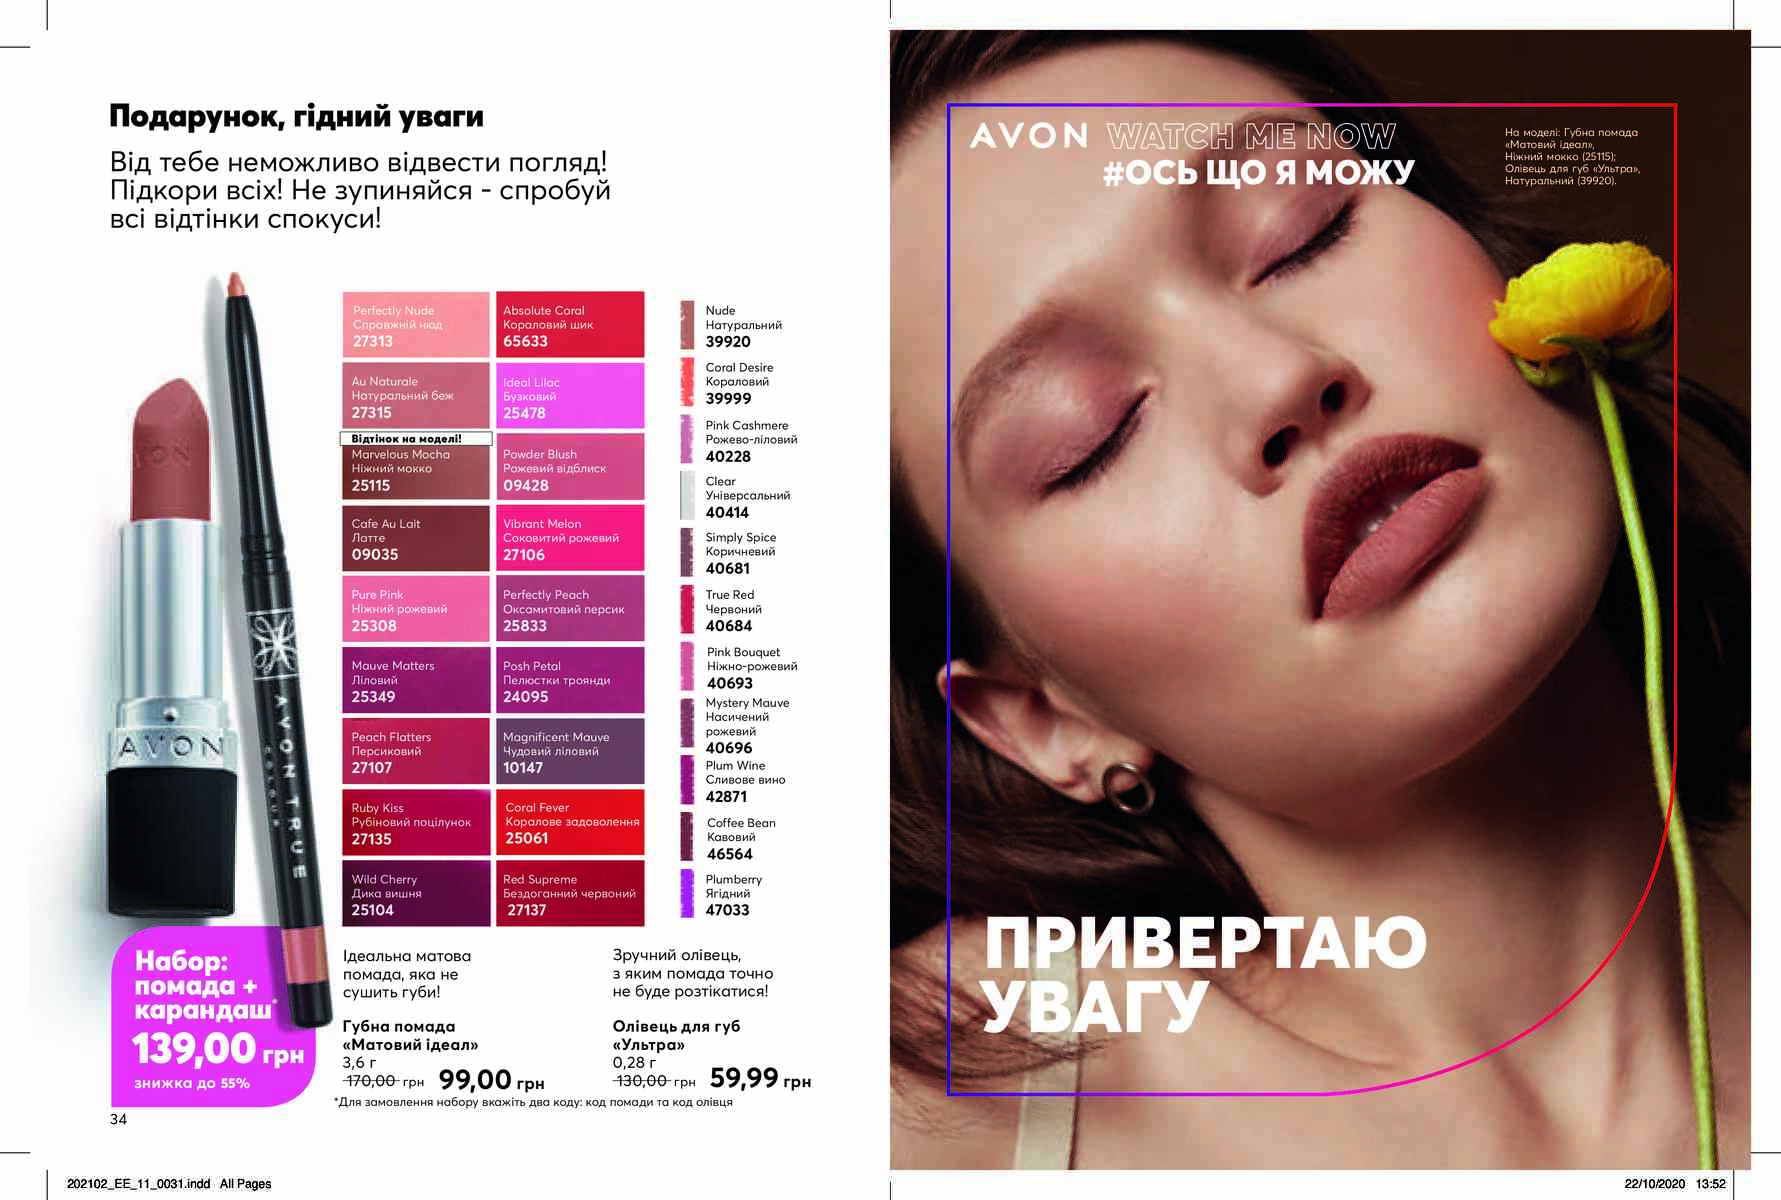 Подарунок, гідний уваги
Від тебе неможливо відвести погляд!
Підкори всіх! Не зупиняйся - спробуй
всі відтінки спокуси!
Perfectly Nude
Справжній нюд
27313
Absolute Coral
Кораловий шик
65633
Au Naturale
Натуральний беж
27315
Ideal Lilac
Бузковий
25478
Відтінок на моделі!
Marvelous Mocha
Ніжний мокко
25115
Powder Blush
Рожевий відблиск
09428
Cafe Au Lait
Латте
09035
Vibrant Melon
Соковитий рожевий
27106
Pure Pink
Ніжний рожевий
25308
Perfectly Peach
Оксамитовий персик
25833
Mauve Matters
Ліловий
25349
Posh Petal
Пелюстки троянди
24095
Peach Flatters
Персиковий
27107
Magnificent Mauve
Чудовий ліловий
10147
Ruby Kiss
Рубіновий поцілунок
27135
Coral Fever
Коралове задоволення
25061
Wild Cherry
Дика вишня
25104
Red Supreme
Бездоганний червоний
27137
Nude
Натуральний
39920
Coral Desire
Кораловий
39999
Pink Cashmere
Рожево-ліловий
40228
Clear
Універсальний
40414
Simply Spice
Коричневий
40681
True Red
Червоний
40684
Pink Bouquet
Ніжно-рожевий
40693
Mystery Mauve
Насичений
рожевий
40696
Plum Wine
Сливове вино
42871
Coffee Bean
Кавовий
46564
Plumberry
Ягідний
47033
AVON
AVON TRUE
COLOUR
Набор:
помада +
карандаш*
139,00 грн
знижка до 55%
Ідеальна матова
помада, яка не
сушить губи!
Губна помада
«Матовий ідеал»
3,6 г
170,00 грн 99,00 грн
Зручний олівець,
з яким помада точно
не буде розтікатися!
Олівець для губ
«Ультра»
0,28 г
130,00 грн 59,99 грн
*Для замовлення набору вкажіть два коду: код помади та код олівця
34
AVON WATCH ME NOW
#ОСЬ ЩО Я МОЖУ
На моделі: Губна помада
«Матовий ідеал»,
Ніжний мокко (25115);
Олівець для губ «Ультра»,
Натуральний (39920).
ПРИВЕРТАЮ
УВАГУ
202102_EE_11_0031.indd All Pages
22/10/2020 13:52